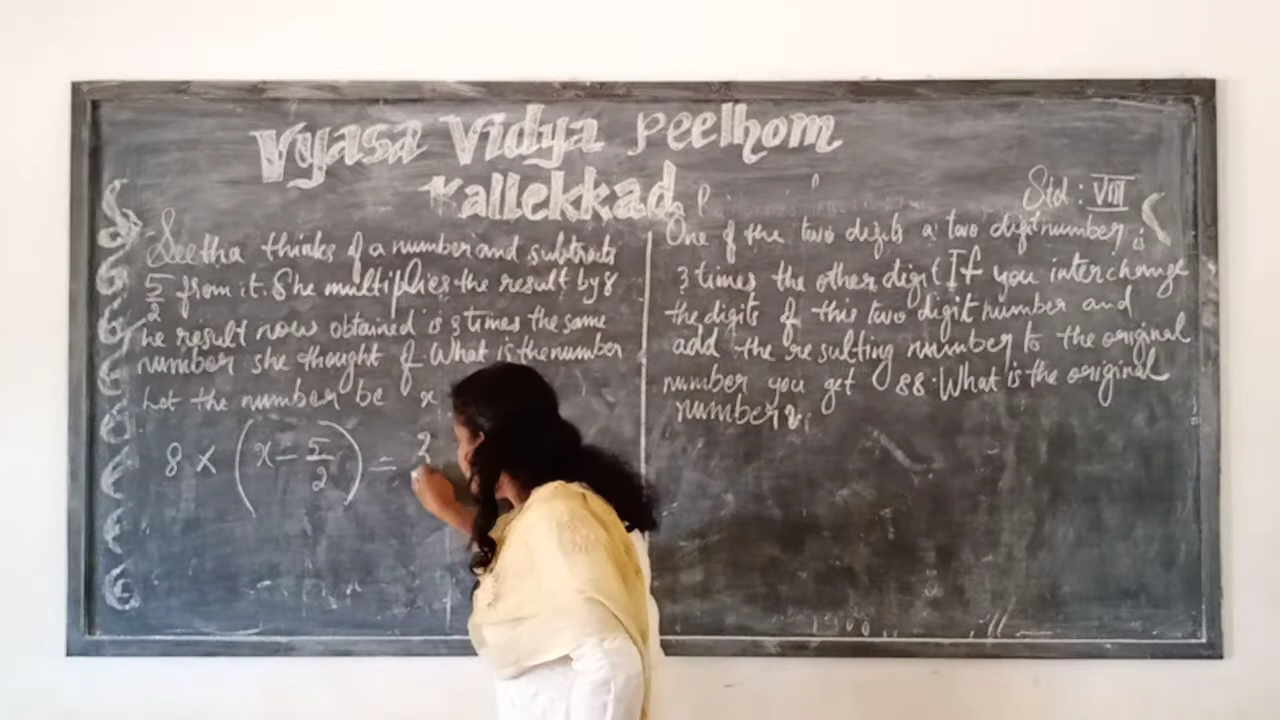 Vyasa Vidya Peelhom
Kallekkad
Std : VIII
Seetha thinks of a number and subtracts
5/2 from it. She multiplies the result by 8
he result now obtained is 3 times the same
number she thought of. What is the number
Let the number be x
8 × (x - 5/2) =
One of the two digits a two digit number is
3 times the other digit If you interchange
the digits of this two digit number and
add the resulting number to the original
number you get 88. What is the original
number